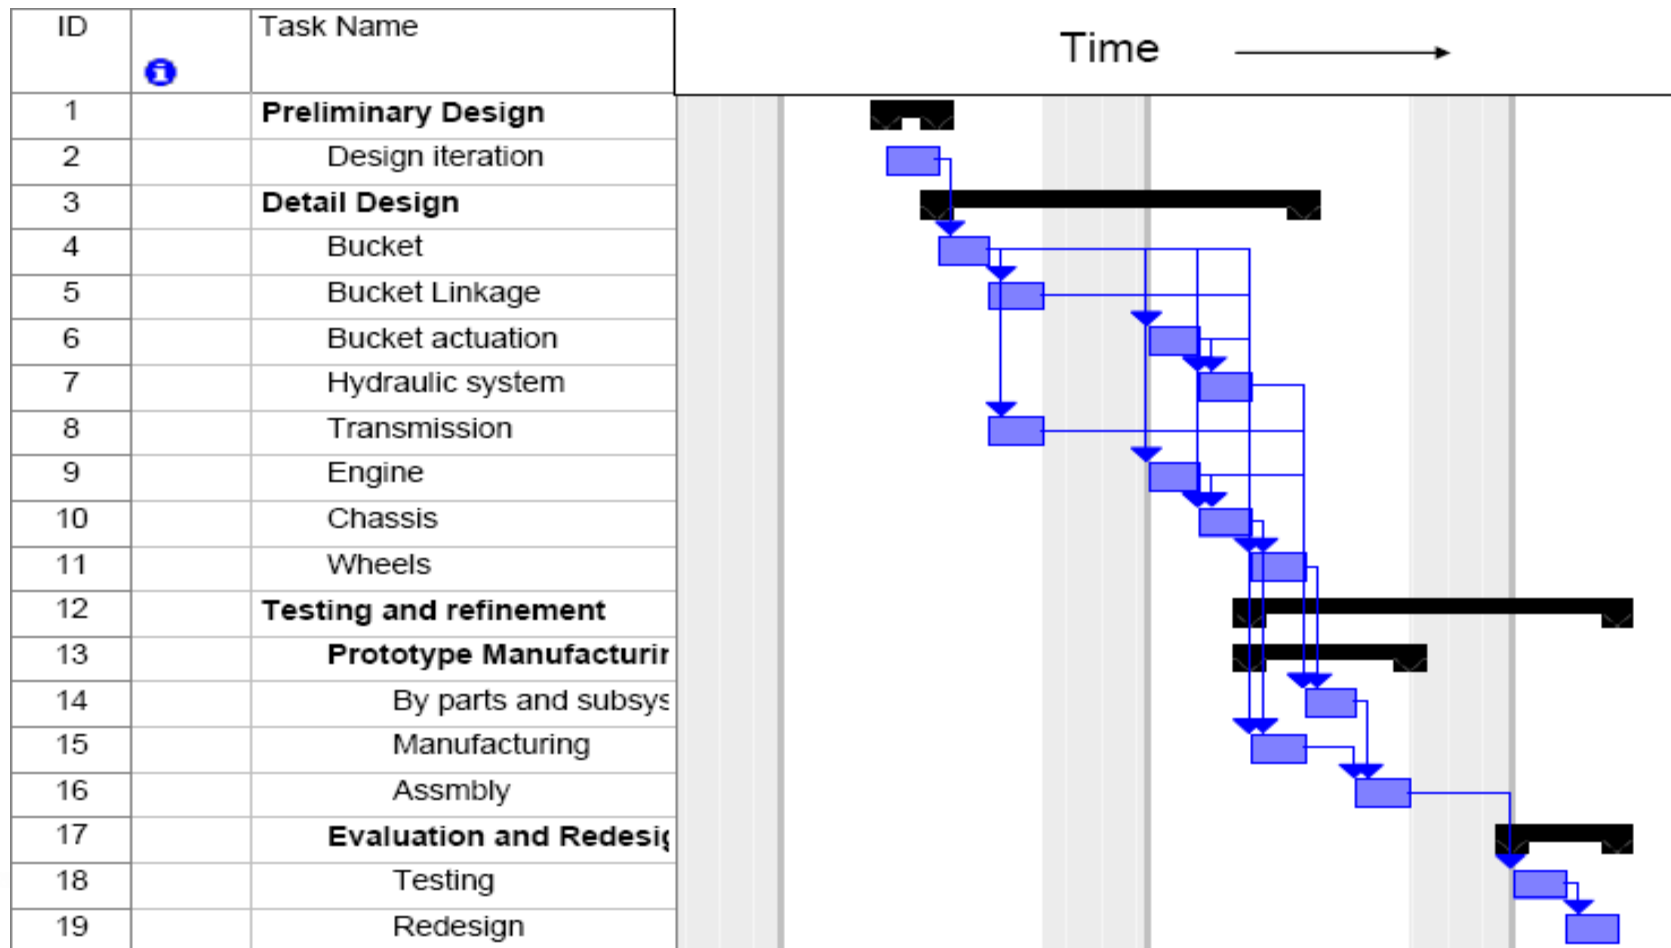 ID Task Name Time
i
1 Preliminary Design
2 Design iteration
3 Detail Design
4 Bucket
5 Bucket Linkage
6 Bucket actuation
7 Hydraulic system
8 Transmission
9 Engine
10 Chassis
11 Wheels
12 Testing and refinement
13 Prototype Manufacturin
14 By parts and subsys
15 Manufacturing
16 Assmbly
17 Evaluation and Redesig
18 Testing
19 Redesign